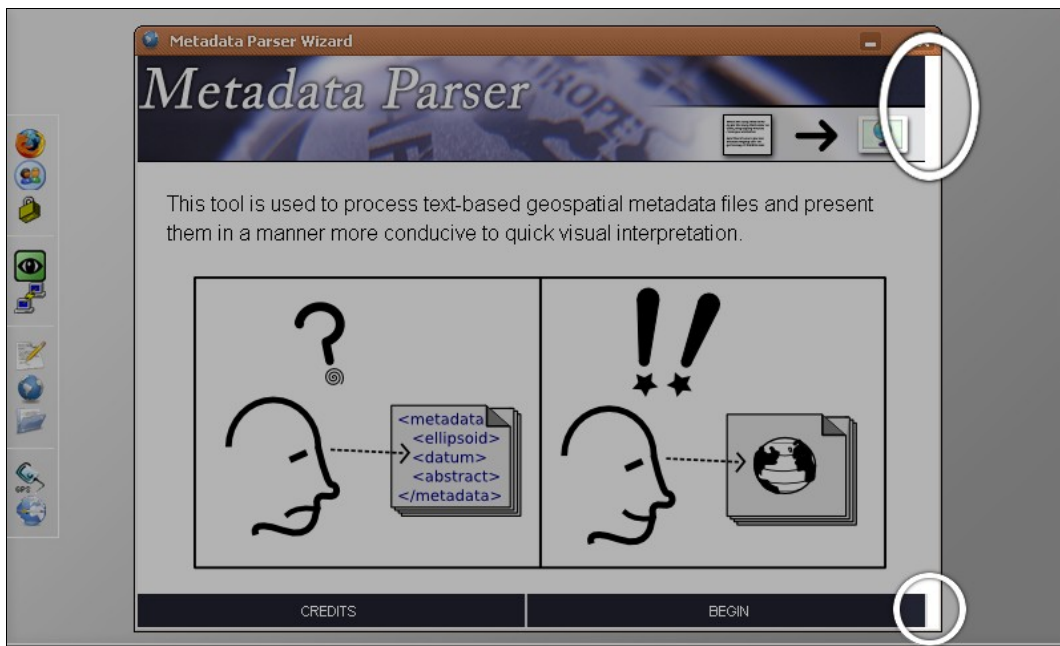 Metadata Parser Wizard
Metadata Parser
This tool is used to process text-based geospatial metadata files and present
them in a manner more conducive to quick visual interpretation.
?
!!
<metadata
<ellipsoid>
<datum>
<abstract>
</metadata>
GPS
CREDITS
BEGIN